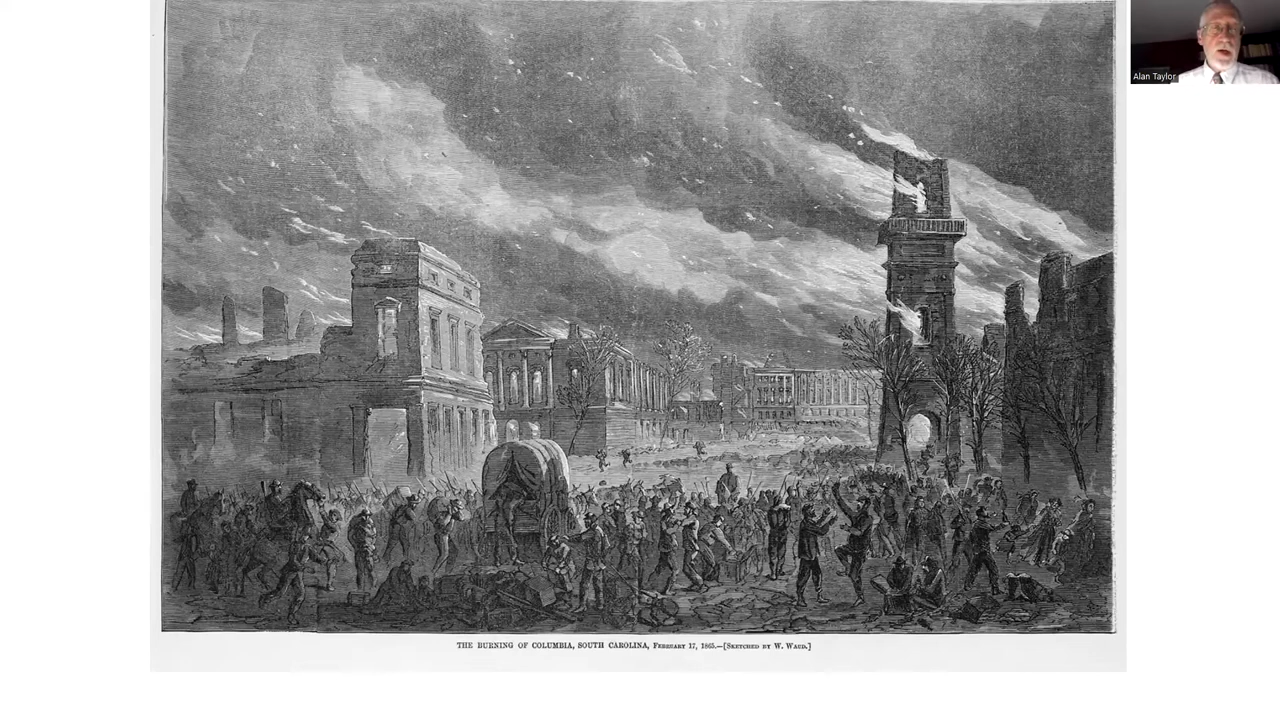 Alan Taylor
THE BURNING OF COLUMBIA, SOUTH CAROLINA, FEBRUARY 17, 1865.—[SKETCHED BY W. WAUD.]